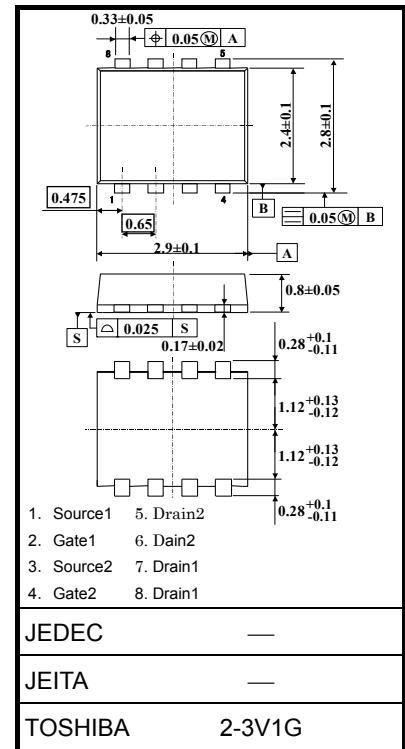 0.33±0.05
⌖ 0.05Ⓜ A
8 5
2.4±0.1
2.8±0.1
1 4
0.475
B
0.05Ⓜ B
0.65
2.9±0.1
A
0.8±0.05
S
⌓ 0.025 S
0.17±0.02
0.28 +0.1 -0.11
1.12 +0.13 -0.12
1.12 +0.13 -0.12
0.28 +0.1 -0.11
1. Source1 5. Drain2
2. Gate1 6. Dain2
3. Source2 7. Drain1
4. Gate2 8. Drain1
JEDEC —
JEITA —
TOSHIBA 2-3V1G